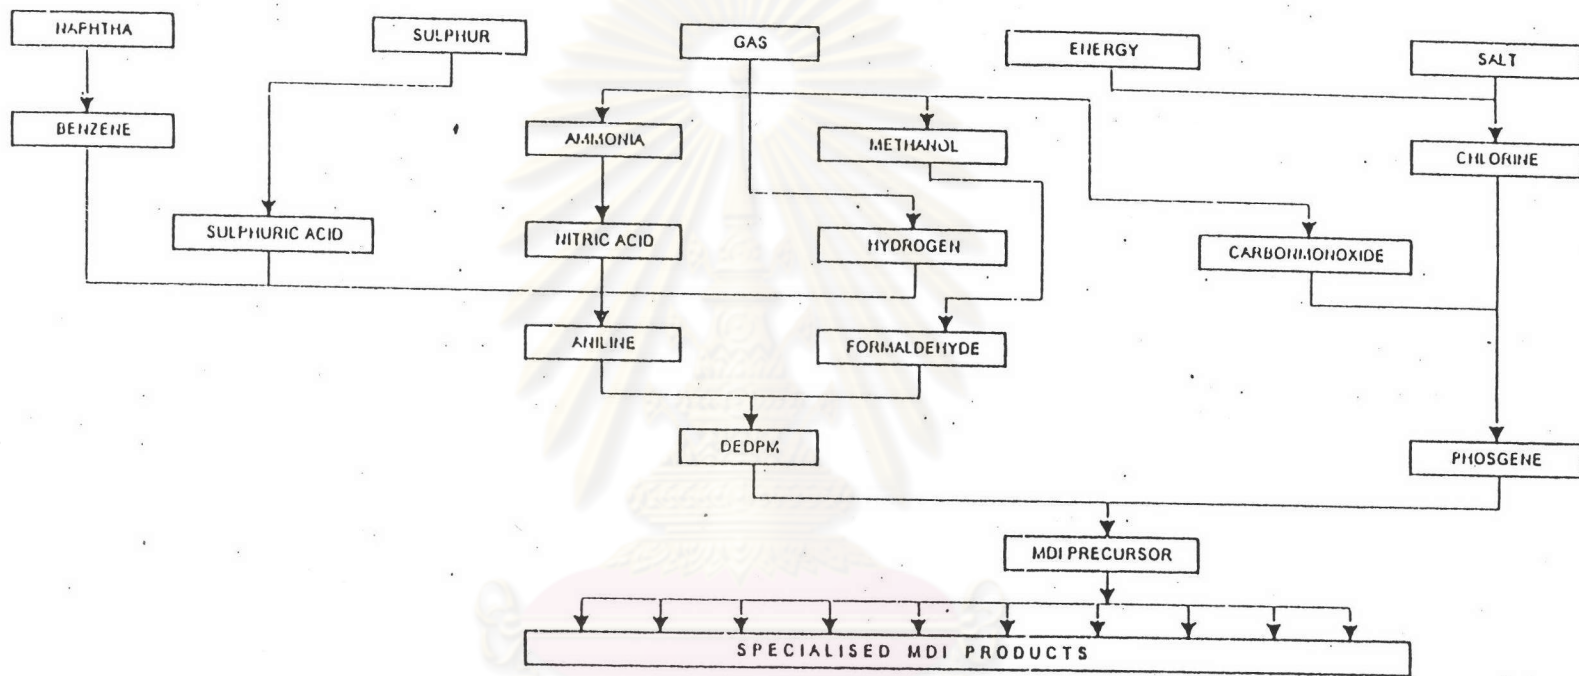 NAPHTHA
SULPHUR
GAS
ENERGY
SALT
BENZENE
AMMONIA
METHANOL
CHLORINE
SULPHURIC ACID
NITRIC ACID
HYDROGEN
CARBONMONOXIDE
ANILINE
FORMALDEHYDE
DEDPM
PHOSGENE
MDI PRECURSOR
SPECIALISED MDI PRODUCTS